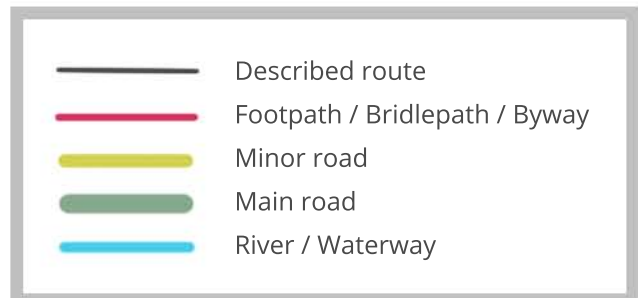 Described route
Footpath / Bridlepath / Byway
Minor road
Main road
River / Waterway